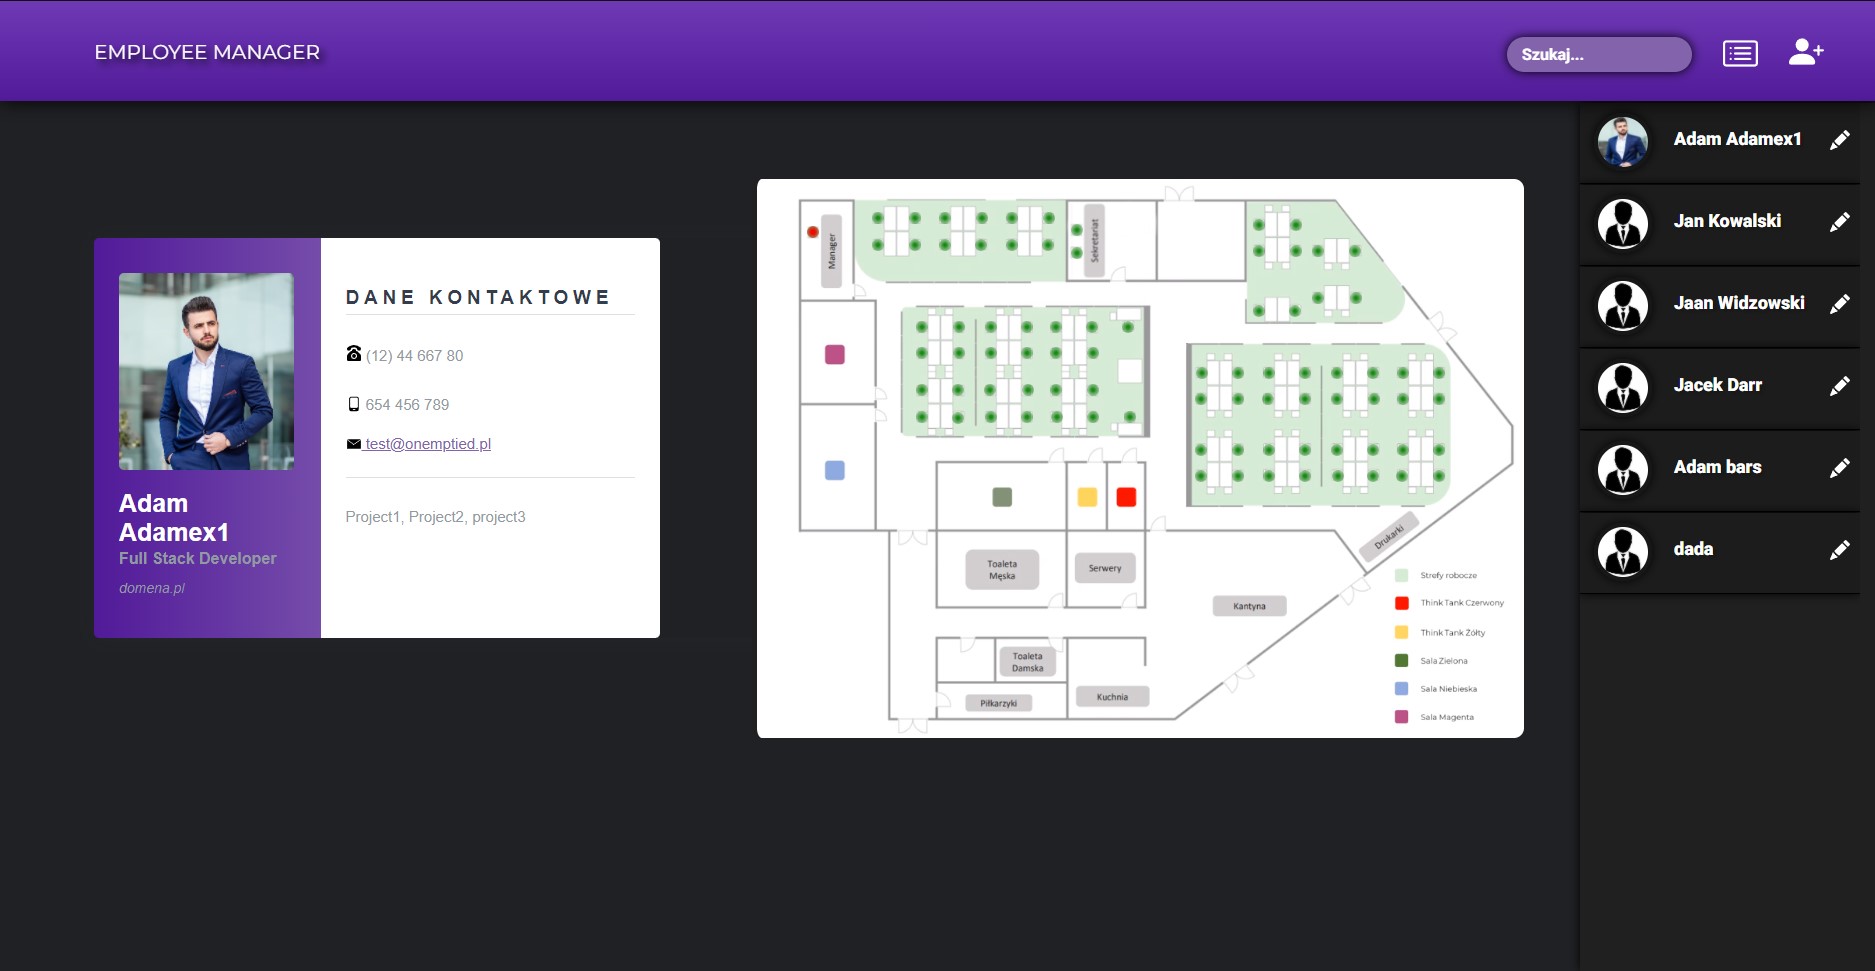 EMPLOYEE MANAGER
Szukaj...
Adam
Adamex1
Full Stack Developer
domena.pl
DANE KONTAKTOWE
(12) 44 667 80
654 456 789
test@onemptied.pl
Project1, Project2, project3
Manager
Sekretariat
Toaleta
Męska
Serwery
Drukarki
Kantyna
Toaleta
Damska
Piłkarzyki
Kuchnia
Strefy robocze
Think Tank Czerwony
Think Tank Żółty
Sala Zielona
Sala Niebieska
Sala Magenta
Adam Adamex1
Jan Kowalski
Jaan Widzowski
Jacek Darr
Adam bars
dada